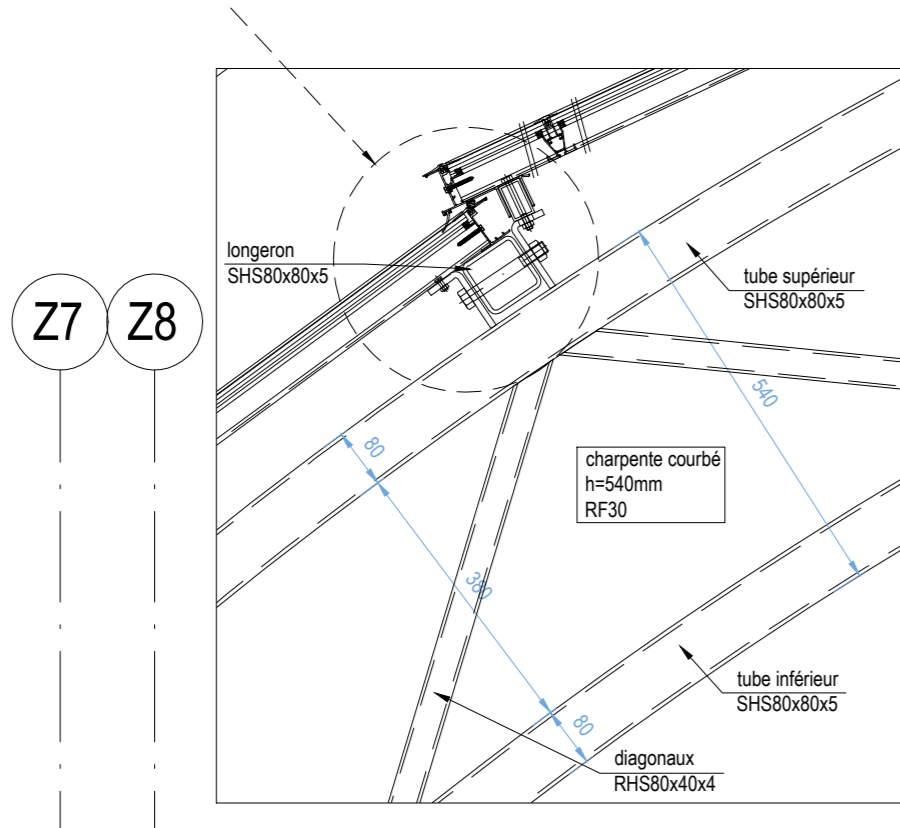 longeron
SHS80x80x5
tube supérieur
SHS80x80x5
Z7
Z8
540
80
charpente courbé
h=540mm
RF30
380
tube inférieur
SHS80x80x5
80
diagonaux
RHS80x40x4